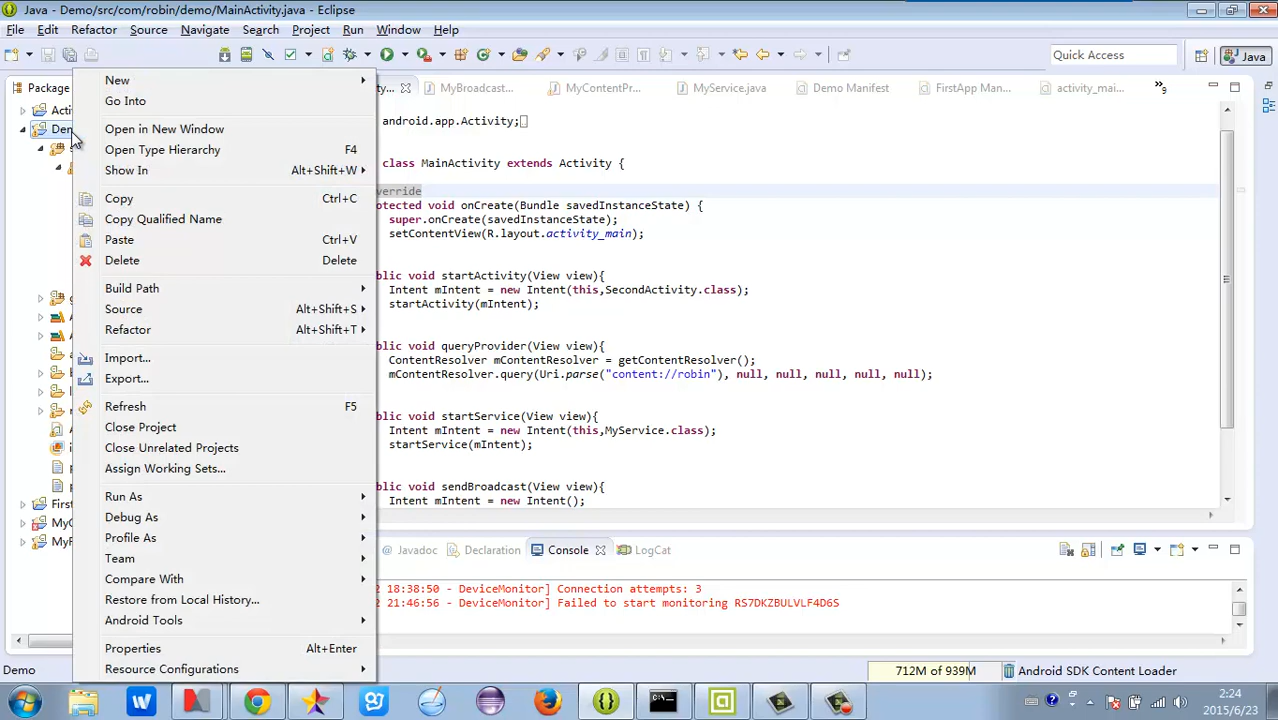 Java - Demo/src/com/robin/demo/MainActivity.java - Eclipse
File Edit Refactor Source Navigate Search Project Run Window Help
Quick Access
Java
Package
MyBroadcast...
MyContentPr...
MyService.java
Demo Manifest
FirstApp Man...
activity_mai...
»9
New
Go Into
Open in New Window
Open Type Hierarchy F4
Show In Alt+Shift+W
Copy Ctrl+C
Copy Qualified Name
Paste Ctrl+V
Delete Delete
Build Path
Source Alt+Shift+S
Refactor Alt+Shift+T
Import...
Export...
Refresh F5
Close Project
Close Unrelated Projects
Assign Working Sets...
Run As
Debug As
Profile As
Team
Compare With
Restore from Local History...
Android Tools
Properties Alt+Enter
Resource Configurations
android.app.Activity;
class MainActivity extends Activity {
verride
otected void onCreate(Bundle savedInstanceState) {
super.onCreate(savedInstanceState);
setContentView(R.layout.activity_main);
blic void startActivity(View view){
Intent mIntent = new Intent(this,SecondActivity.class);
startActivity(mIntent);
blic void queryProvider(View view){
ContentResolver mContentResolver = getContentResolver();
mContentResolver.query(Uri.parse("content://robin"), null, null, null, null);
blic void startService(View view){
Intent mIntent = new Intent(this,MyService.class);
startService(mIntent);
blic void sendBroadcast(View view){
Intent mIntent = new Intent();
@ Javadoc
Declaration
Console
LogCat
18:38:50 - DeviceMonitor] Connection attempts: 3
21:46:56 - DeviceMonitor] Failed to start monitoring RS7DKZBULVLF4D6S
Demo
712M of 939M
Android SDK Content Loader
2:24
2015/6/23